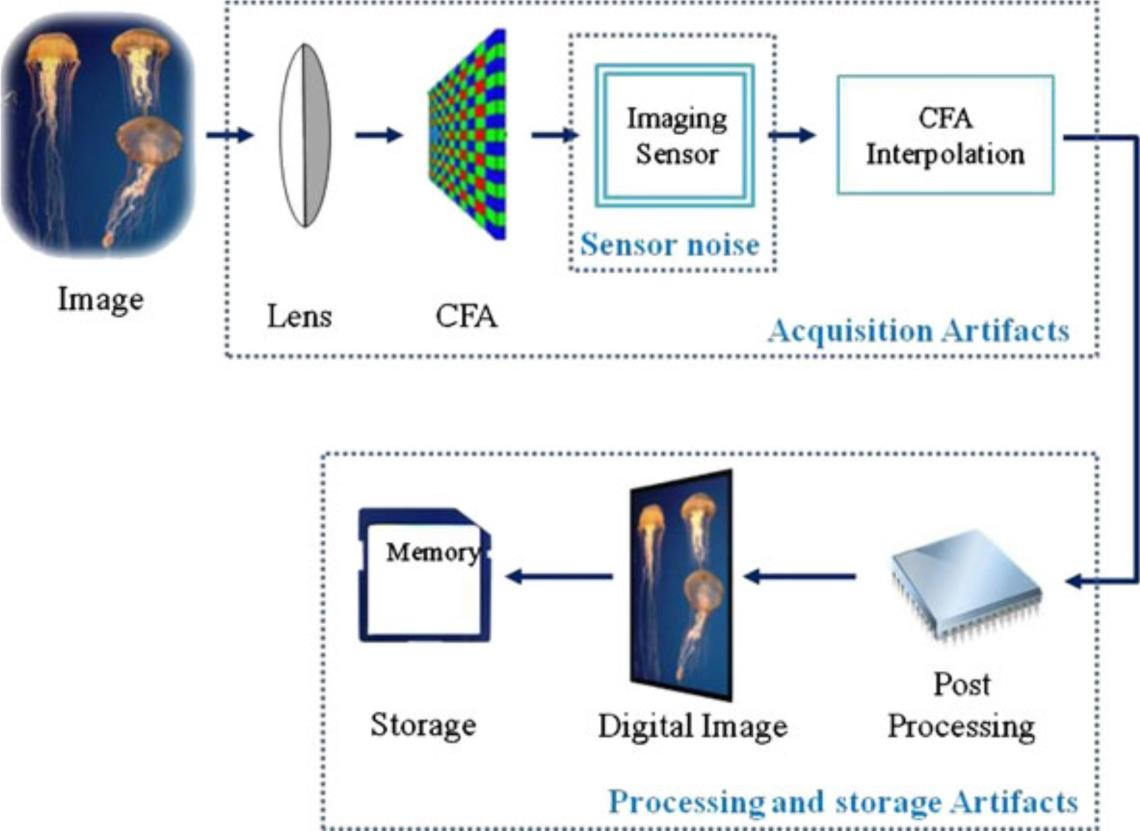 Imaging
Sensor
CFA
Interpolation
Sensor noise
Image
Lens
CFA
Acquisition Artifacts
Memory
Storage
Digital Image
Post
Processing
Processing and storage Artifacts